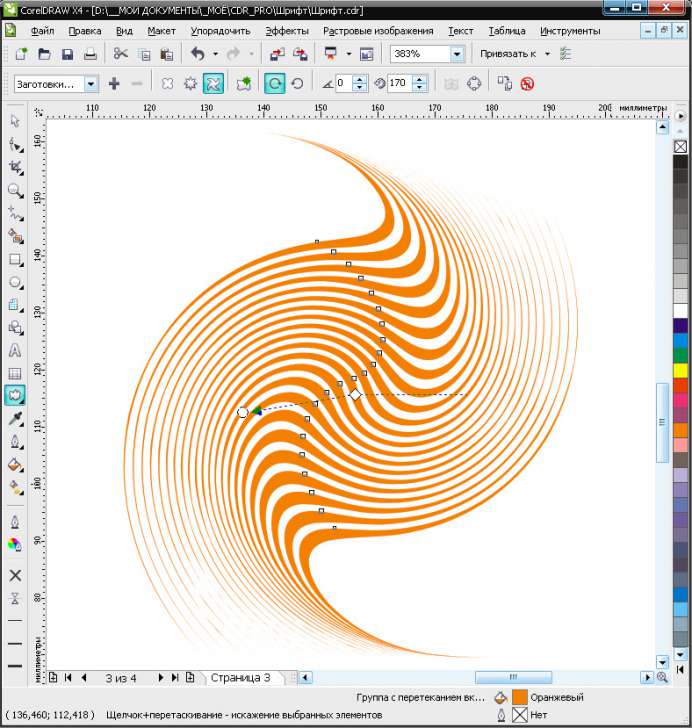 CorelDRAW X4 - [D:\__МОИ ДОКУМЕНТЫ\_МОЁ\CDR_PRO\Шрифт\Шрифт.cdr]
Файл Правка Вид Макет Упорядочить Эффекты Растровые изображения Текст Таблица Инструменты
383% Привязать к
Заготовки... 0 170
110 120 130 140 150 160 170 180 190 200 миллиметры
160
150
140
130
120
110
100
90
80
миллиметры
3 из 4 Страница 3
Группа с перетеканием вк... Оранжевый
( 136,460; 112,418 ) Щелчок+перетаскивание - искажение выбранных элементов Нет